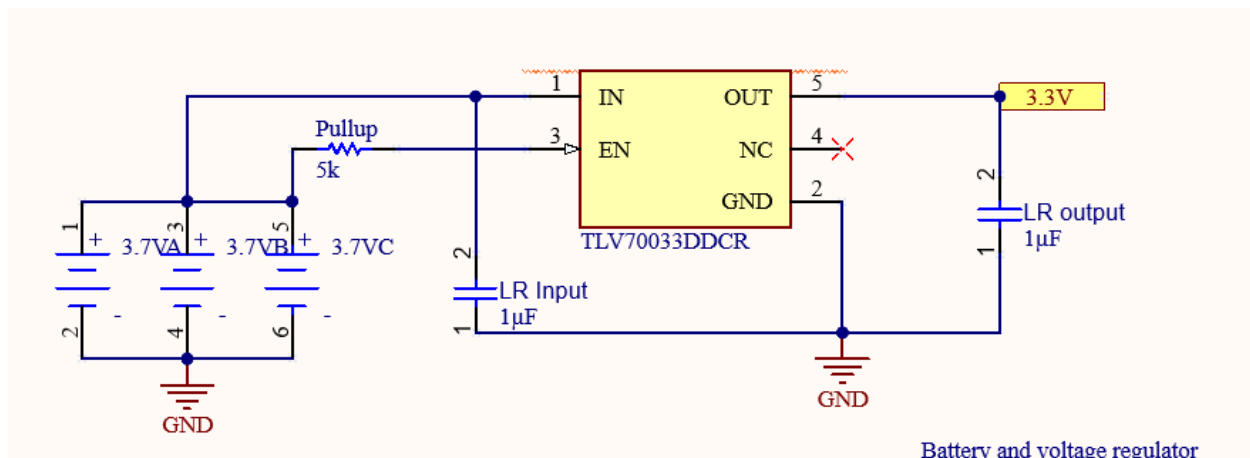 1
IN
OUT
5
3.3V
Pullup
3
EN
NC
4
5k
GND
2
2
TLV70033DDCR
LR output
1µF
1
1
3
5
+
3.7VA
+
3.7VB
+
3.7VC
2
LR Input
1µF
1
-
-
-
2
4
6
GND
GND
Battery and voltage regulator